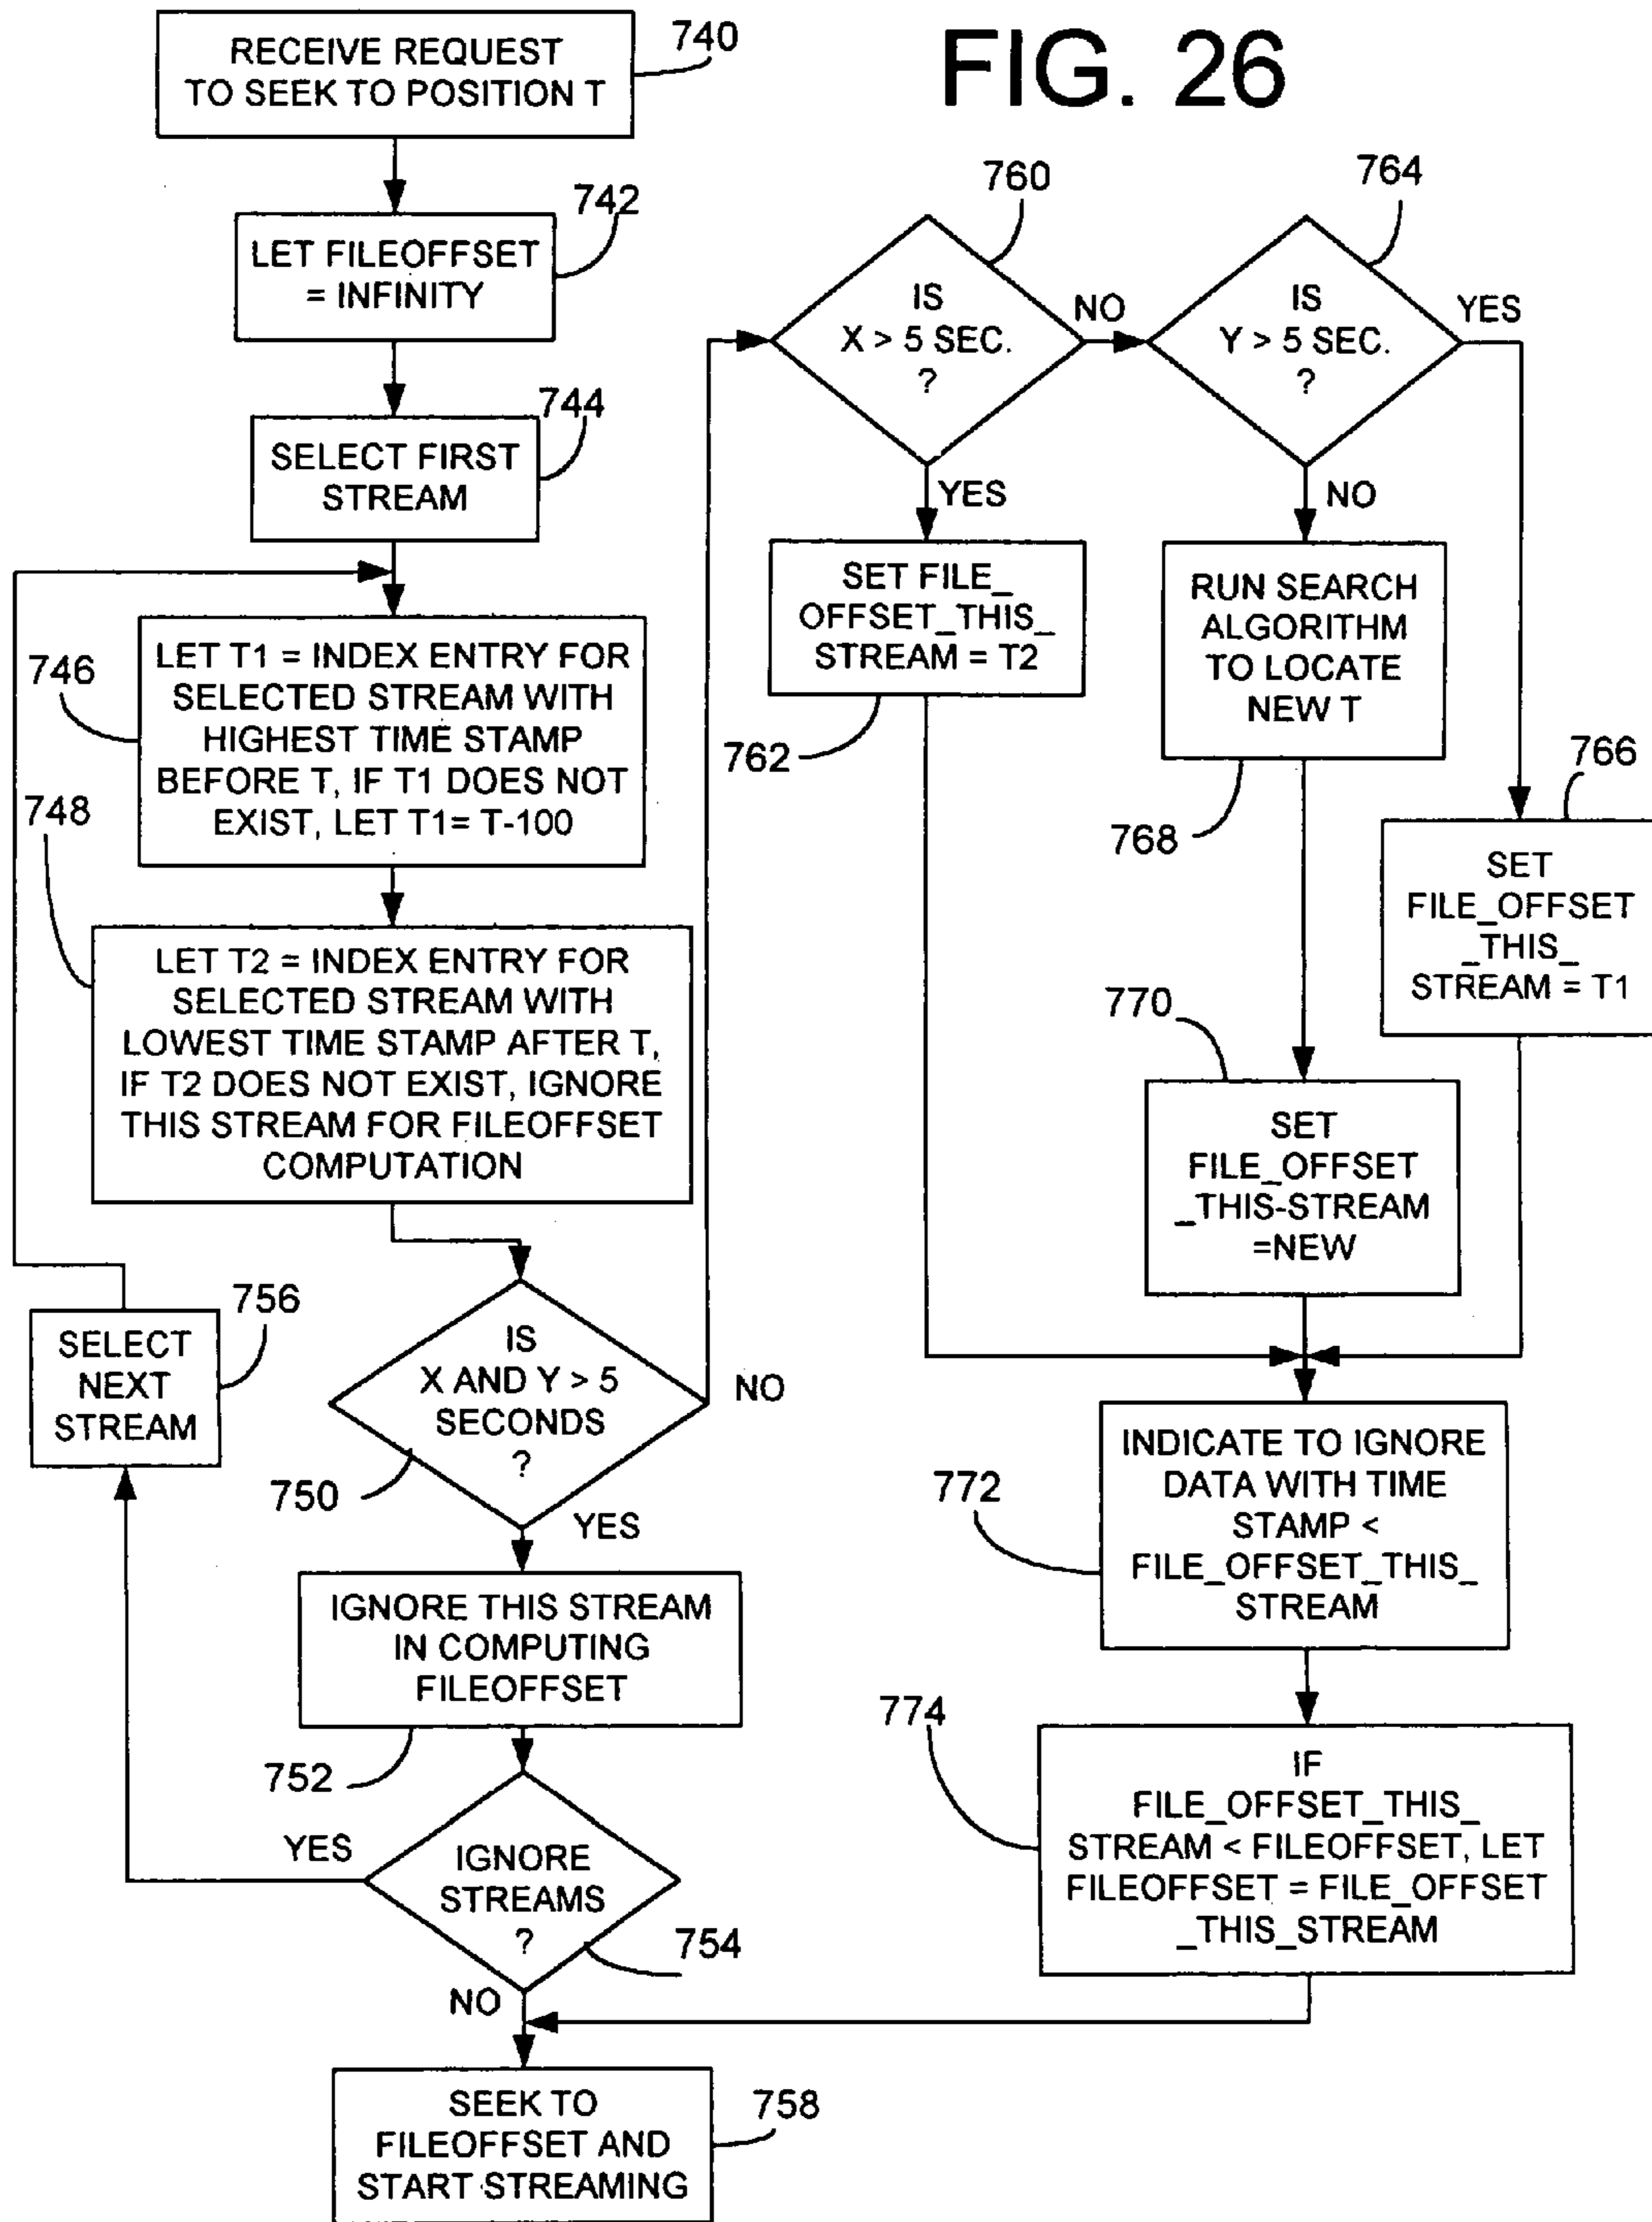 FIG. 26
RECEIVE REQUEST
TO SEEK TO POSITION T
740
LET FILEOFFSET
= INFINITY
742
SELECT FIRST
STREAM
744
LET T1 = INDEX ENTRY FOR
SELECTED STREAM WITH
HIGHEST TIME STAMP
BEFORE T, IF T1 DOES NOT
EXIST, LET T1= T-100
746
LET T2 = INDEX ENTRY FOR
SELECTED STREAM WITH
LOWEST TIME STAMP AFTER T,
IF T2 DOES NOT EXIST, IGNORE
THIS STREAM FOR FILEOFFSET
COMPUTATION
748
IS
X AND Y > 5
SECONDS
?
750
NO
YES
IGNORE THIS STREAM
IN COMPUTING
FILEOFFSET
752
IGNORE
STREAMS
?
754
YES
NO
SELECT
NEXT
STREAM
756
SEEK TO
FILEOFFSET AND
START STREAMING
758
IS
X > 5 SEC.
?
760
NO
YES
SET FILE_
OFFSET_THIS_
STREAM = T2
762
IS
Y > 5 SEC.
?
764
YES
NO
SET
FILE_OFFSET
_THIS_
STREAM = T1
766
RUN SEARCH
ALGORITHM
TO LOCATE
NEW T
768
SET
FILE_OFFSET
_THIS-STREAM
=NEW
770
INDICATE TO IGNORE
DATA WITH TIME
STAMP <
FILE_OFFSET_THIS_
STREAM
772
IF
FILE_OFFSET_THIS_
STREAM < FILEOFFSET, LET
FILEOFFSET = FILE_OFFSET
_THIS_STREAM
774